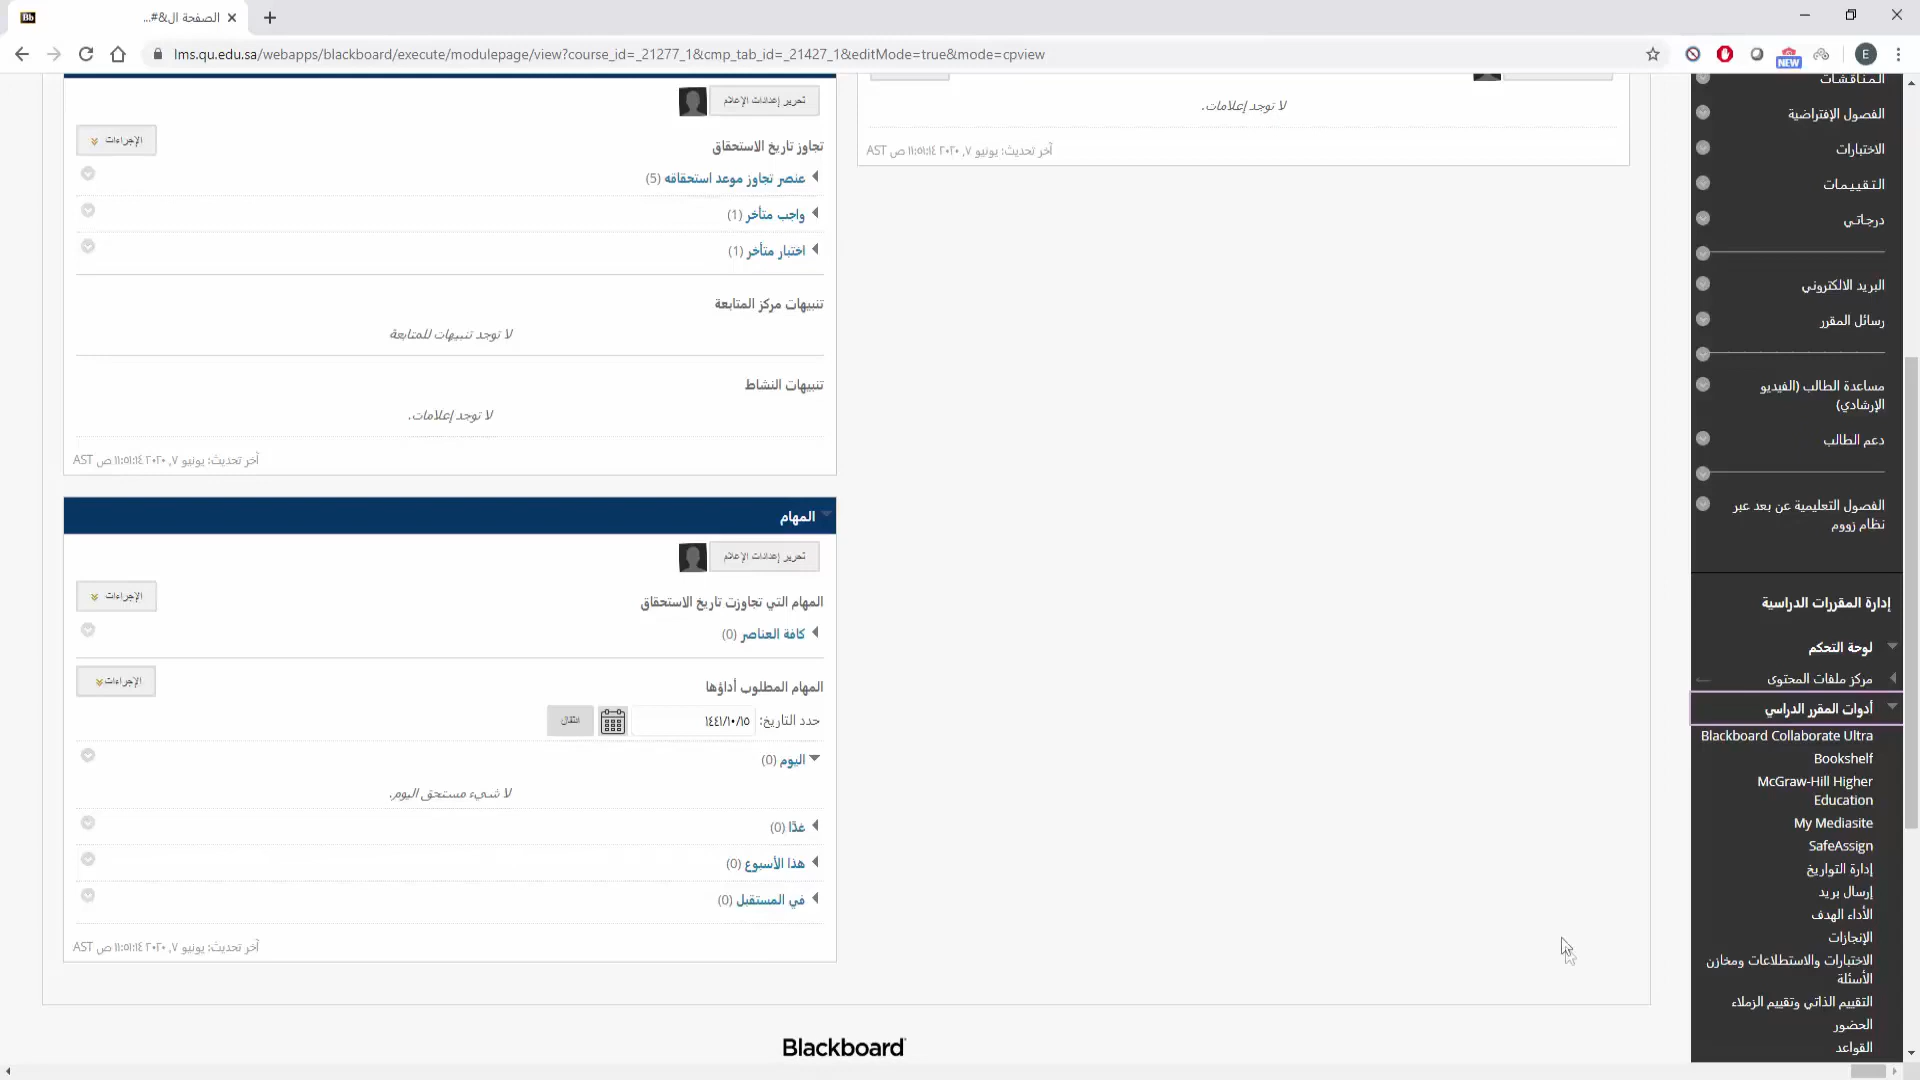 الصفحة ال&#...
lms.qu.edu.sa/webapps/blackboard/execute/modulepage/view?course_id=_21277_1&cmp_tab_id=_21427_1&editMode=true&mode=cpview
NEW
E
تحرير إعدادات الإعلام
الإجراءات
تجاوز تاريخ الاستحقاق
عنصر تجاوز موعد استحقاقه (5)
واجب متأخر (1)
اختبار متأخر (1)
تنبيهات مركز المتابعة
لا توجد تنبيهات للمتابعة
تنبيهات النشاط
لا توجد إعلامات.
آخر تحديث: يونيو ٧, ٢٠٢٠ ١١:٥١:١٤ ص AST
المهام
تحرير إعدادات الإعلام
الإجراءات
المهام التي تجاوزت تاريخ الاستحقاق
كافة العناصر (0)
الإجراءات
المهام المطلوب أداؤها
حدد التاريخ: ١٤٤١/١٠/١٥ انتقال
اليوم (0)
لا شيء مستحق اليوم.
غدًا (0)
هذا الأسبوع (0)
في المستقبل (0)
آخر تحديث: يونيو ٧, ٢٠٢٠ ١١:٥١:١٤ ص AST
لا توجد إعلامات.
آخر تحديث: يونيو ٧, ٢٠٢٠ ١١:٥١:١٤ ص AST
المناقشات
الفصول الإفتراضية
الاختبارات
التقييمات
درجاتي
البريد الالكتروني
رسائل المقرر
مساعدة الطالب (الفيديو
الإرشادي)
دعم الطالب
الفصول التعليمية عن بعد عبر
نظام زووم
إدارة المقررات الدراسية
لوحة التحكم
مركز ملفات المحتوى
أدوات المقرر الدراسي
Blackboard Collaborate Ultra
Bookshelf
McGraw-Hill Higher
Education
My Mediasite
SafeAssign
إدارة التواريخ
إرسال بريد
الأداء الهدف
الإنجازات
الاختبارات والاستطلاعات ومخازن
الأسئلة
التقييم الذاتي وتقييم الزملاء
الحضور
القواعد
Blackboard